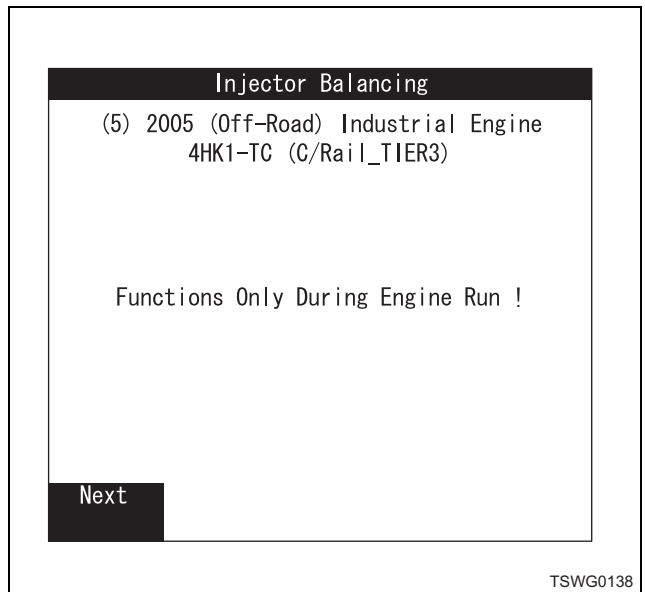 Injector Balancing
(5) 2005 (Off-Road) Industrial Engine
4HK1-TC (C/Rail_TIER3)
Functions Only During Engine Run !
Next
TSWG0138